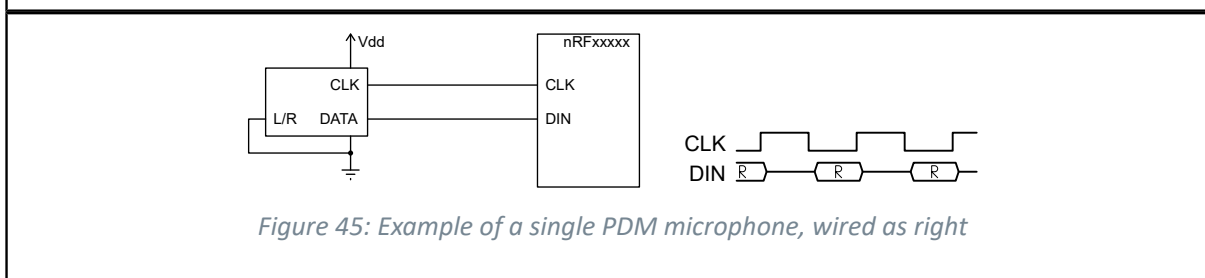 Vdd
nRFxxxxx
CLK
CLK
L/R
DATA
DIN
CLK
DIN
R
R
R
Figure 45: Example of a single PDM microphone, wired as right